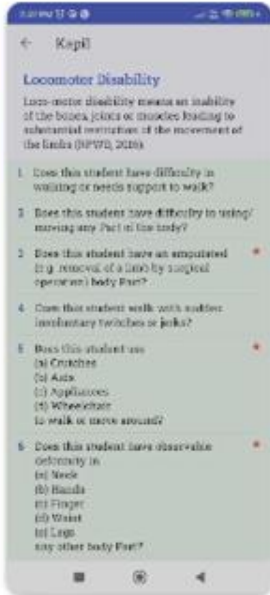 ← Kapil
Locomotor Disability
Loco-motor disability means an inability
of the bones, joints or muscles leading to
substantial restriction of the movement of
the limbs (RPWD, 2016).
1 Does this student have difficulty in
walking or needs support to walk?
2 Does this student have difficulty in using/
moving any Part of the body?
3 Does this student have an amputated *
(e.g. removal of a limb by surgical
operation) body Part?
4 Does this student walk with sudden
involuntary twitches or jerks?
5 Does this student use *
(a) Crutches
(b) Aids
(c) Appliances
(d) Wheelchair
to walk or move around?
6 Does this student have observable *
deformity in
(a) Neck
(b) Hands
(c) Finger
(d) Waist
(e) Legs
any other body Part?